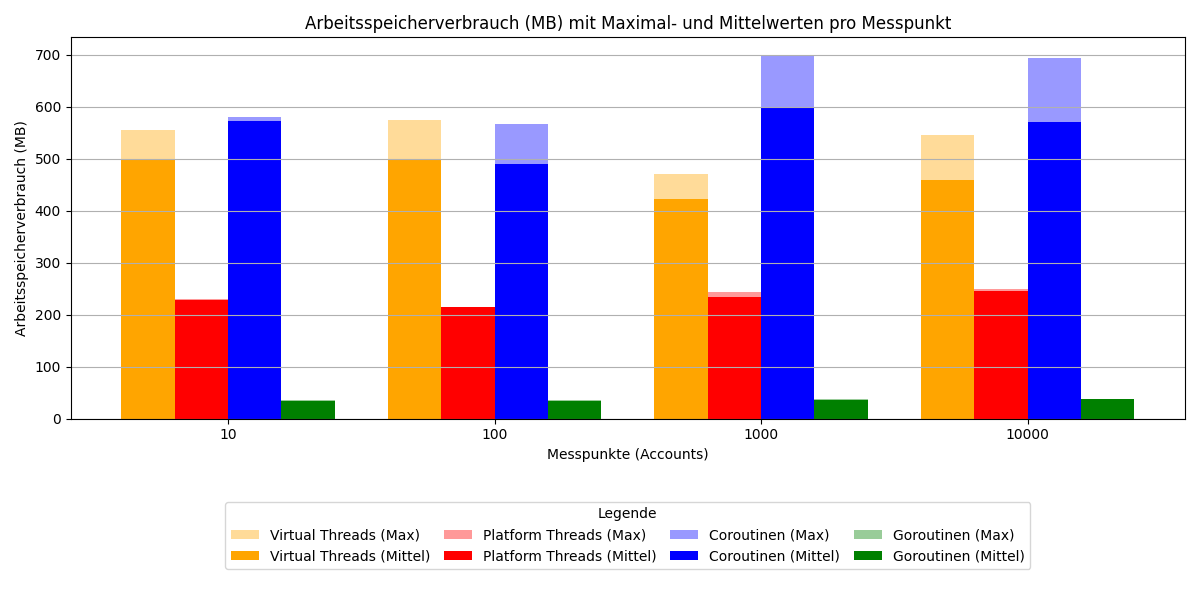 Arbeitsspeicherverbrauch (MB) mit Maximal- und Mittelwerten pro Messpunkt
700
600
500
400
300
200
100
0
Arbeitsspeicherverbrauch (MB)
10 100 1000 10000
Messpunkte (Accounts)
Legende
Virtual Threads (Max) Platform Threads (Max) Coroutinen (Max) Goroutinen (Max)
Virtual Threads (Mittel) Platform Threads (Mittel) Coroutinen (Mittel) Goroutinen (Mittel)